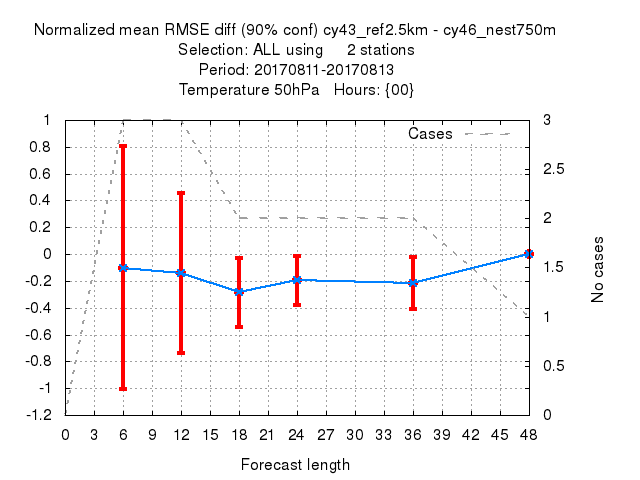 Normalized mean RMSE diff (90% conf) cy43_ref2.5km - cy46_nest750m
Selection: ALL using 2 stations
Period: 20170811-20170813
Temperature 50hPa Hours: {00}
Cases
1
0.8
0.6
0.4
0.2
0
-0.2
-0.4
-0.6
-0.8
-1
-1.2
3
2.5
2
1.5
1
0.5
0
No cases
0 3 6 9 12 15 18 21 24 27 30 33 36 39 42 45 48
Forecast length